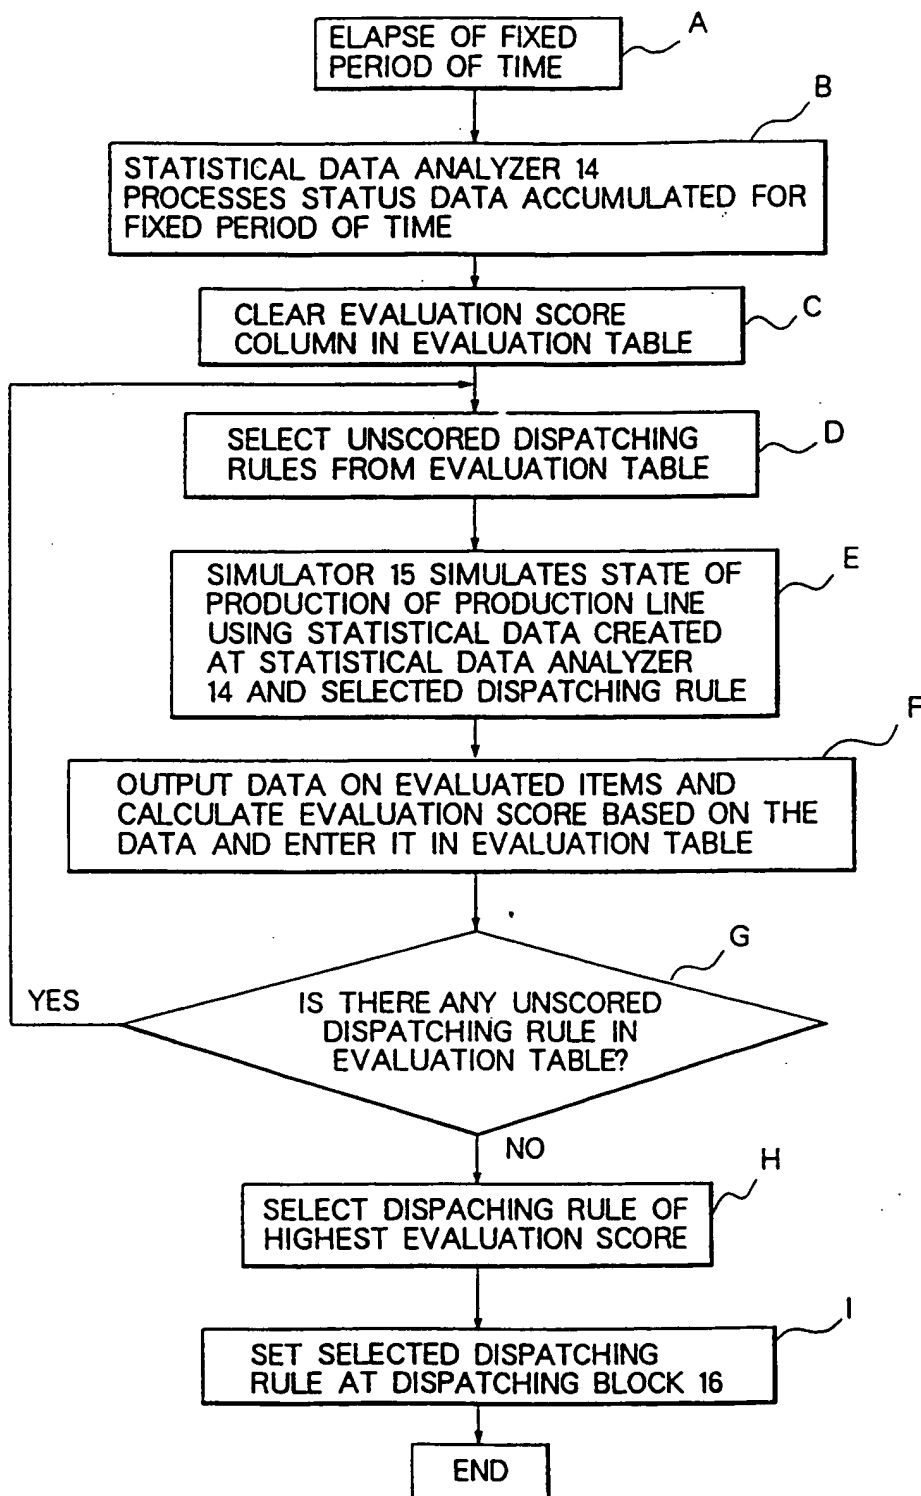 ELAPSE OF FIXED
PERIOD OF TIME
A
B
STATISTICAL DATA ANALYZER 14
PROCESSES STATUS DATA ACCUMULATED FOR
FIXED PERIOD OF TIME
CLEAR EVALUATION SCORE
COLUMN IN EVALUATION TABLE
C
SELECT UNSCORED DISPATCHING
RULES FROM EVALUATION TABLE
D
SIMULATOR 15 SIMULATES STATE OF
PRODUCTION OF PRODUCTION LINE
USING STATISTICAL DATA CREATED
AT STATISTICAL DATA ANALYZER
14 AND SELECTED DISPATCHING RULE
E
F
OUTPUT DATA ON EVALUATED ITEMS AND
CALCULATE EVALUATION SCORE BASED ON THE
DATA AND ENTER IT IN EVALUATION TABLE
G
YES
IS THERE ANY UNSCORED
DISPATCHING RULE IN
EVALUATION TABLE?
NO
H
SELECT DISPACHING RULE OF
HIGHEST EVALUATION SCORE
I
SET SELECTED DISPATCHING
RULE AT DISPATCHING BLOCK 16
END